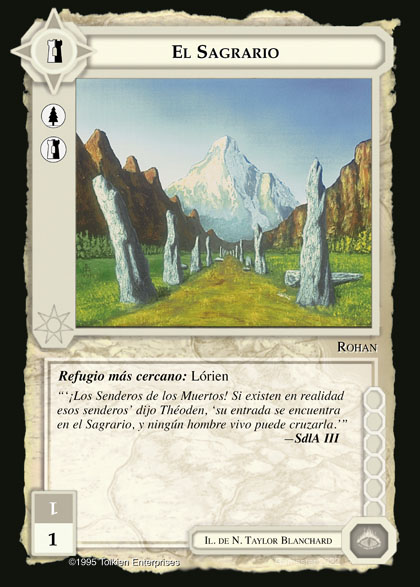 El Sagrario
Rohan
Refugio más cercano: Lórien
“‘¡Los Senderos de los Muertos! Si existen en realidad
esos senderos’ dijo Théoden, ‘su entrada se encuentra
en el Sagrario, y ningún hombre vivo puede cruzarla.’”
—SdlA III
1
1
Il. de N. Taylor Blanchard
©1995 Tolkien Enterprises